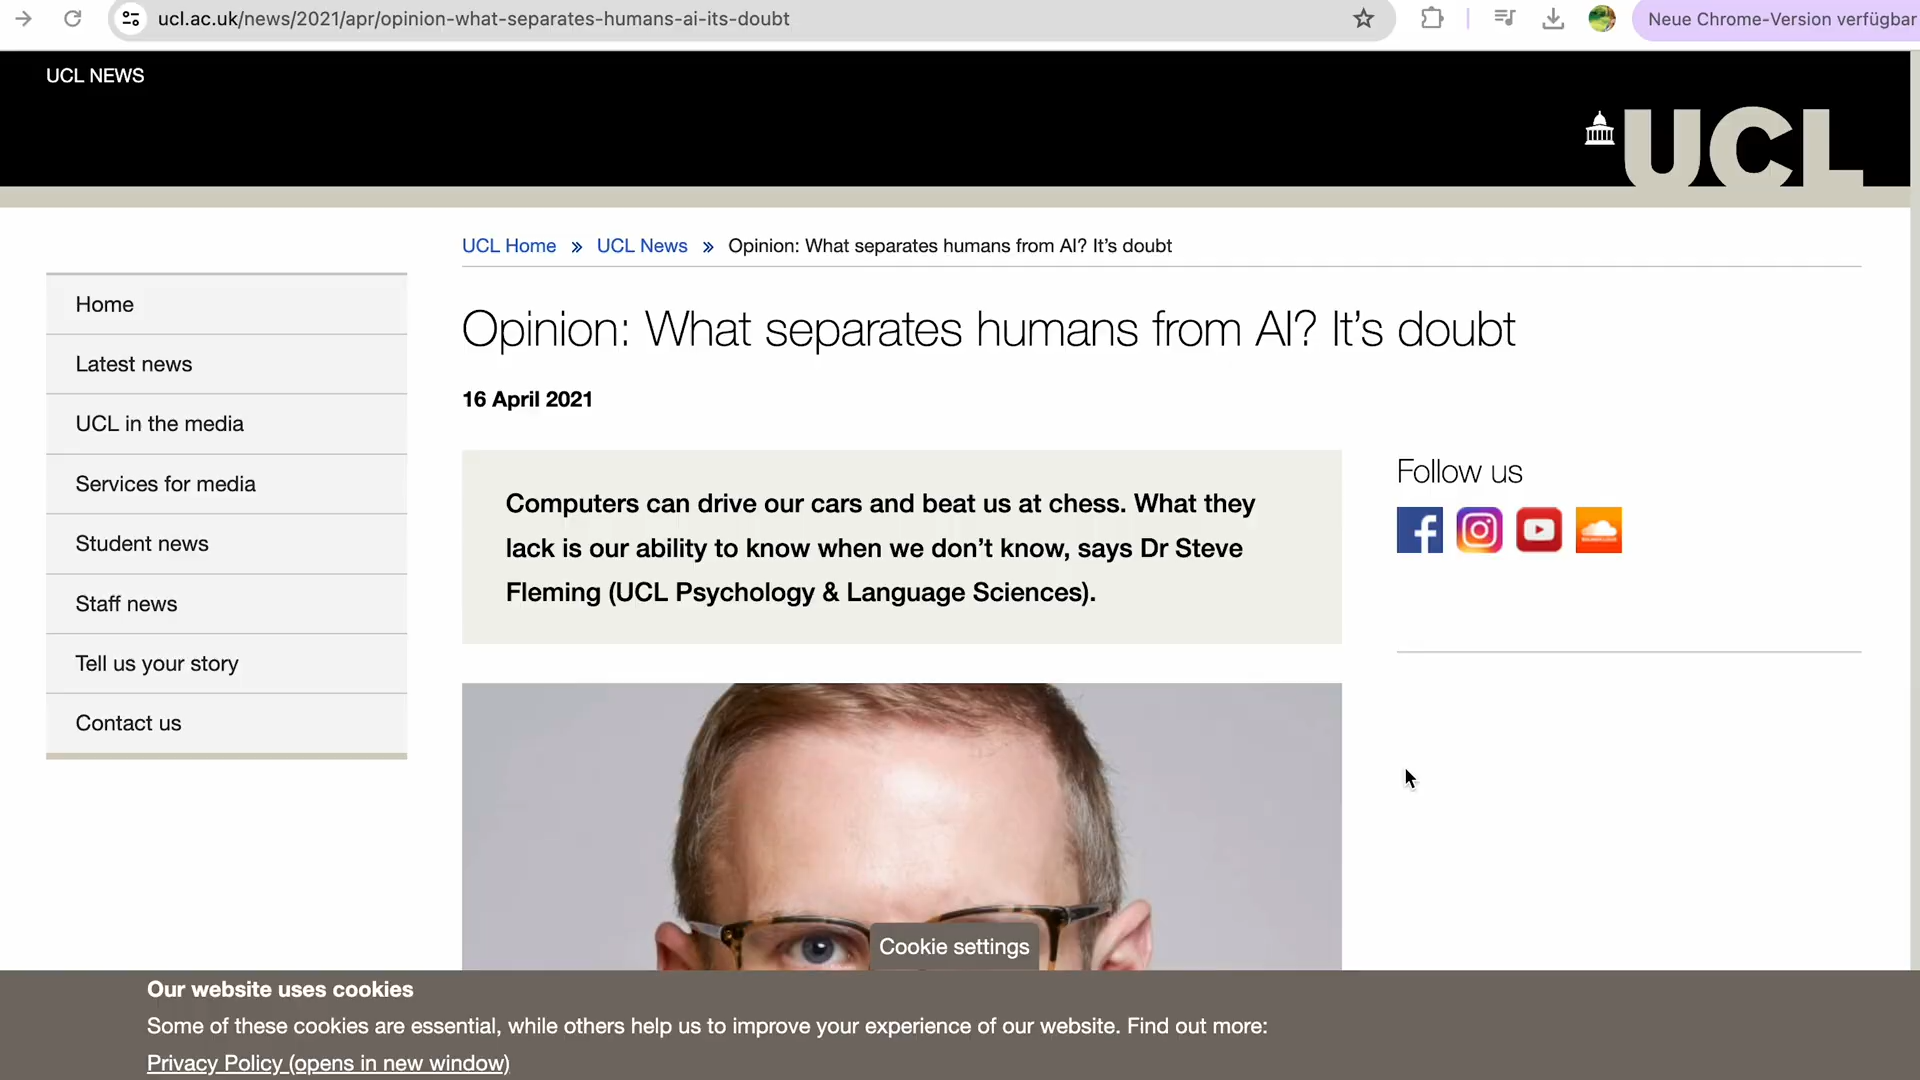 ucl.ac.uk/news/2021/apr/opinion-what-separates-humans-ai-its-doubt
Neue Chrome-Version verfügbar
UCL NEWS
UCL
UCL Home » UCL News » Opinion: What separates humans from AI? It’s doubt
Home
Latest news
UCL in the media
Services for media
Student news
Staff news
Tell us your story
Contact us
Opinion: What separates humans from AI? It’s doubt
16 April 2021
Computers can drive our cars and beat us at chess. What they
lack is our ability to know when we don’t know, says Dr Steve
Fleming (UCL Psychology & Language Sciences).
Follow us
Cookie settings
Our website uses cookies
Some of these cookies are essential, while others help us to improve your experience of our website. Find out more:
Privacy Policy (opens in new window)